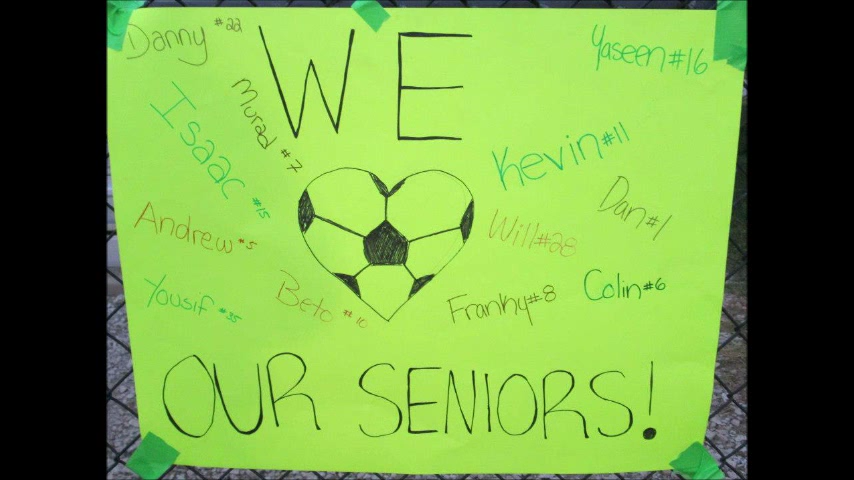 Danny #22
WE
Yaseen #16
Murad #7
Isaac #15
Kevin #11
Dan #1
Andrew #5
Will #28
Yousif #35
Beto #10
Franky #8
Colin #6
OUR SENIORS!